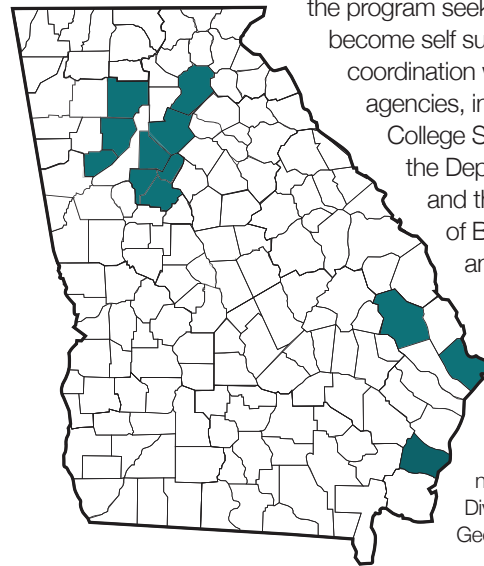 the program seek
become self su
coordination
agencies, in
College S
the Dep
and th
of B
an
n
Div
Geo